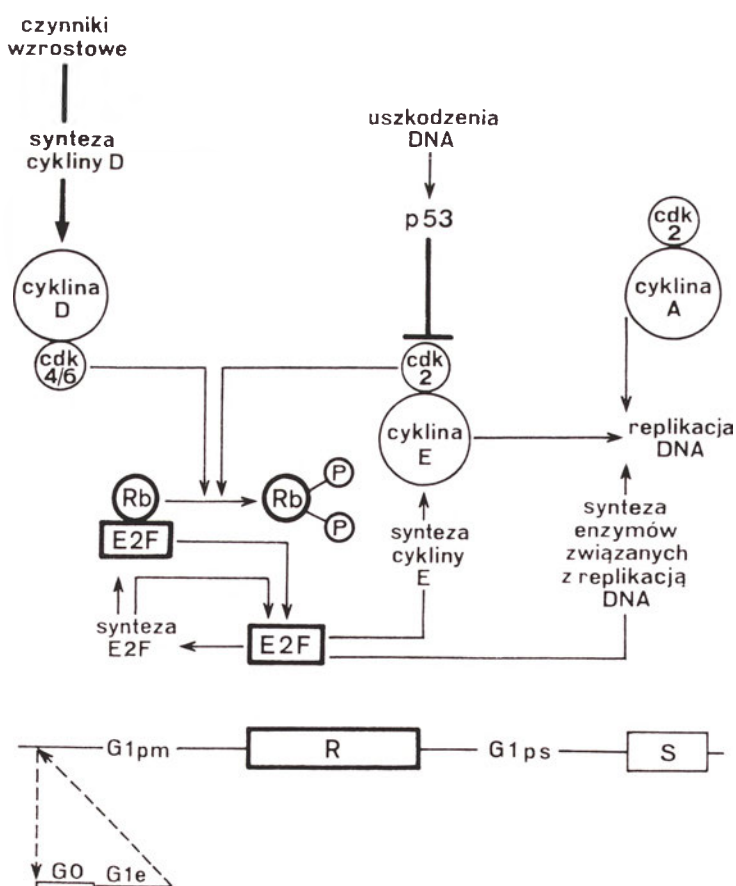 czynniki
wzrostowe
synteza
cykliny D
cyklina
D
cdk
4/6
uszkodzenia
DNA
p53
cdk
2
cyklina
E
cdk
2
cyklina
A
replikacja
DNA
Rb
E2F
Rb
P
P
synteza
cykliny
E
synteza
enzymów
związanych
z replikacją
DNA
synteza
E2F
E2F
G1pm
R
G1ps
S
G0
G1e